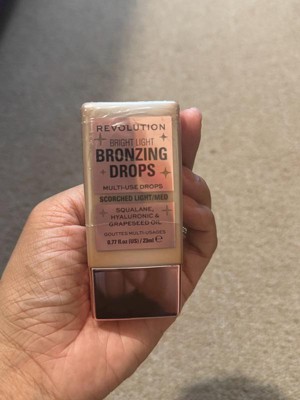 REVOLUTION
BRIGHT LIGHT
BRONZING
DROPS
MULTI-USE DROPS
SCORCHED LIGHT/MED
SQUALANE,
HYALURONIC &
GRAPESEED OIL
GOUTTES MULTI-USAGES
0.77 fl.oz (US) / 23ml ℮